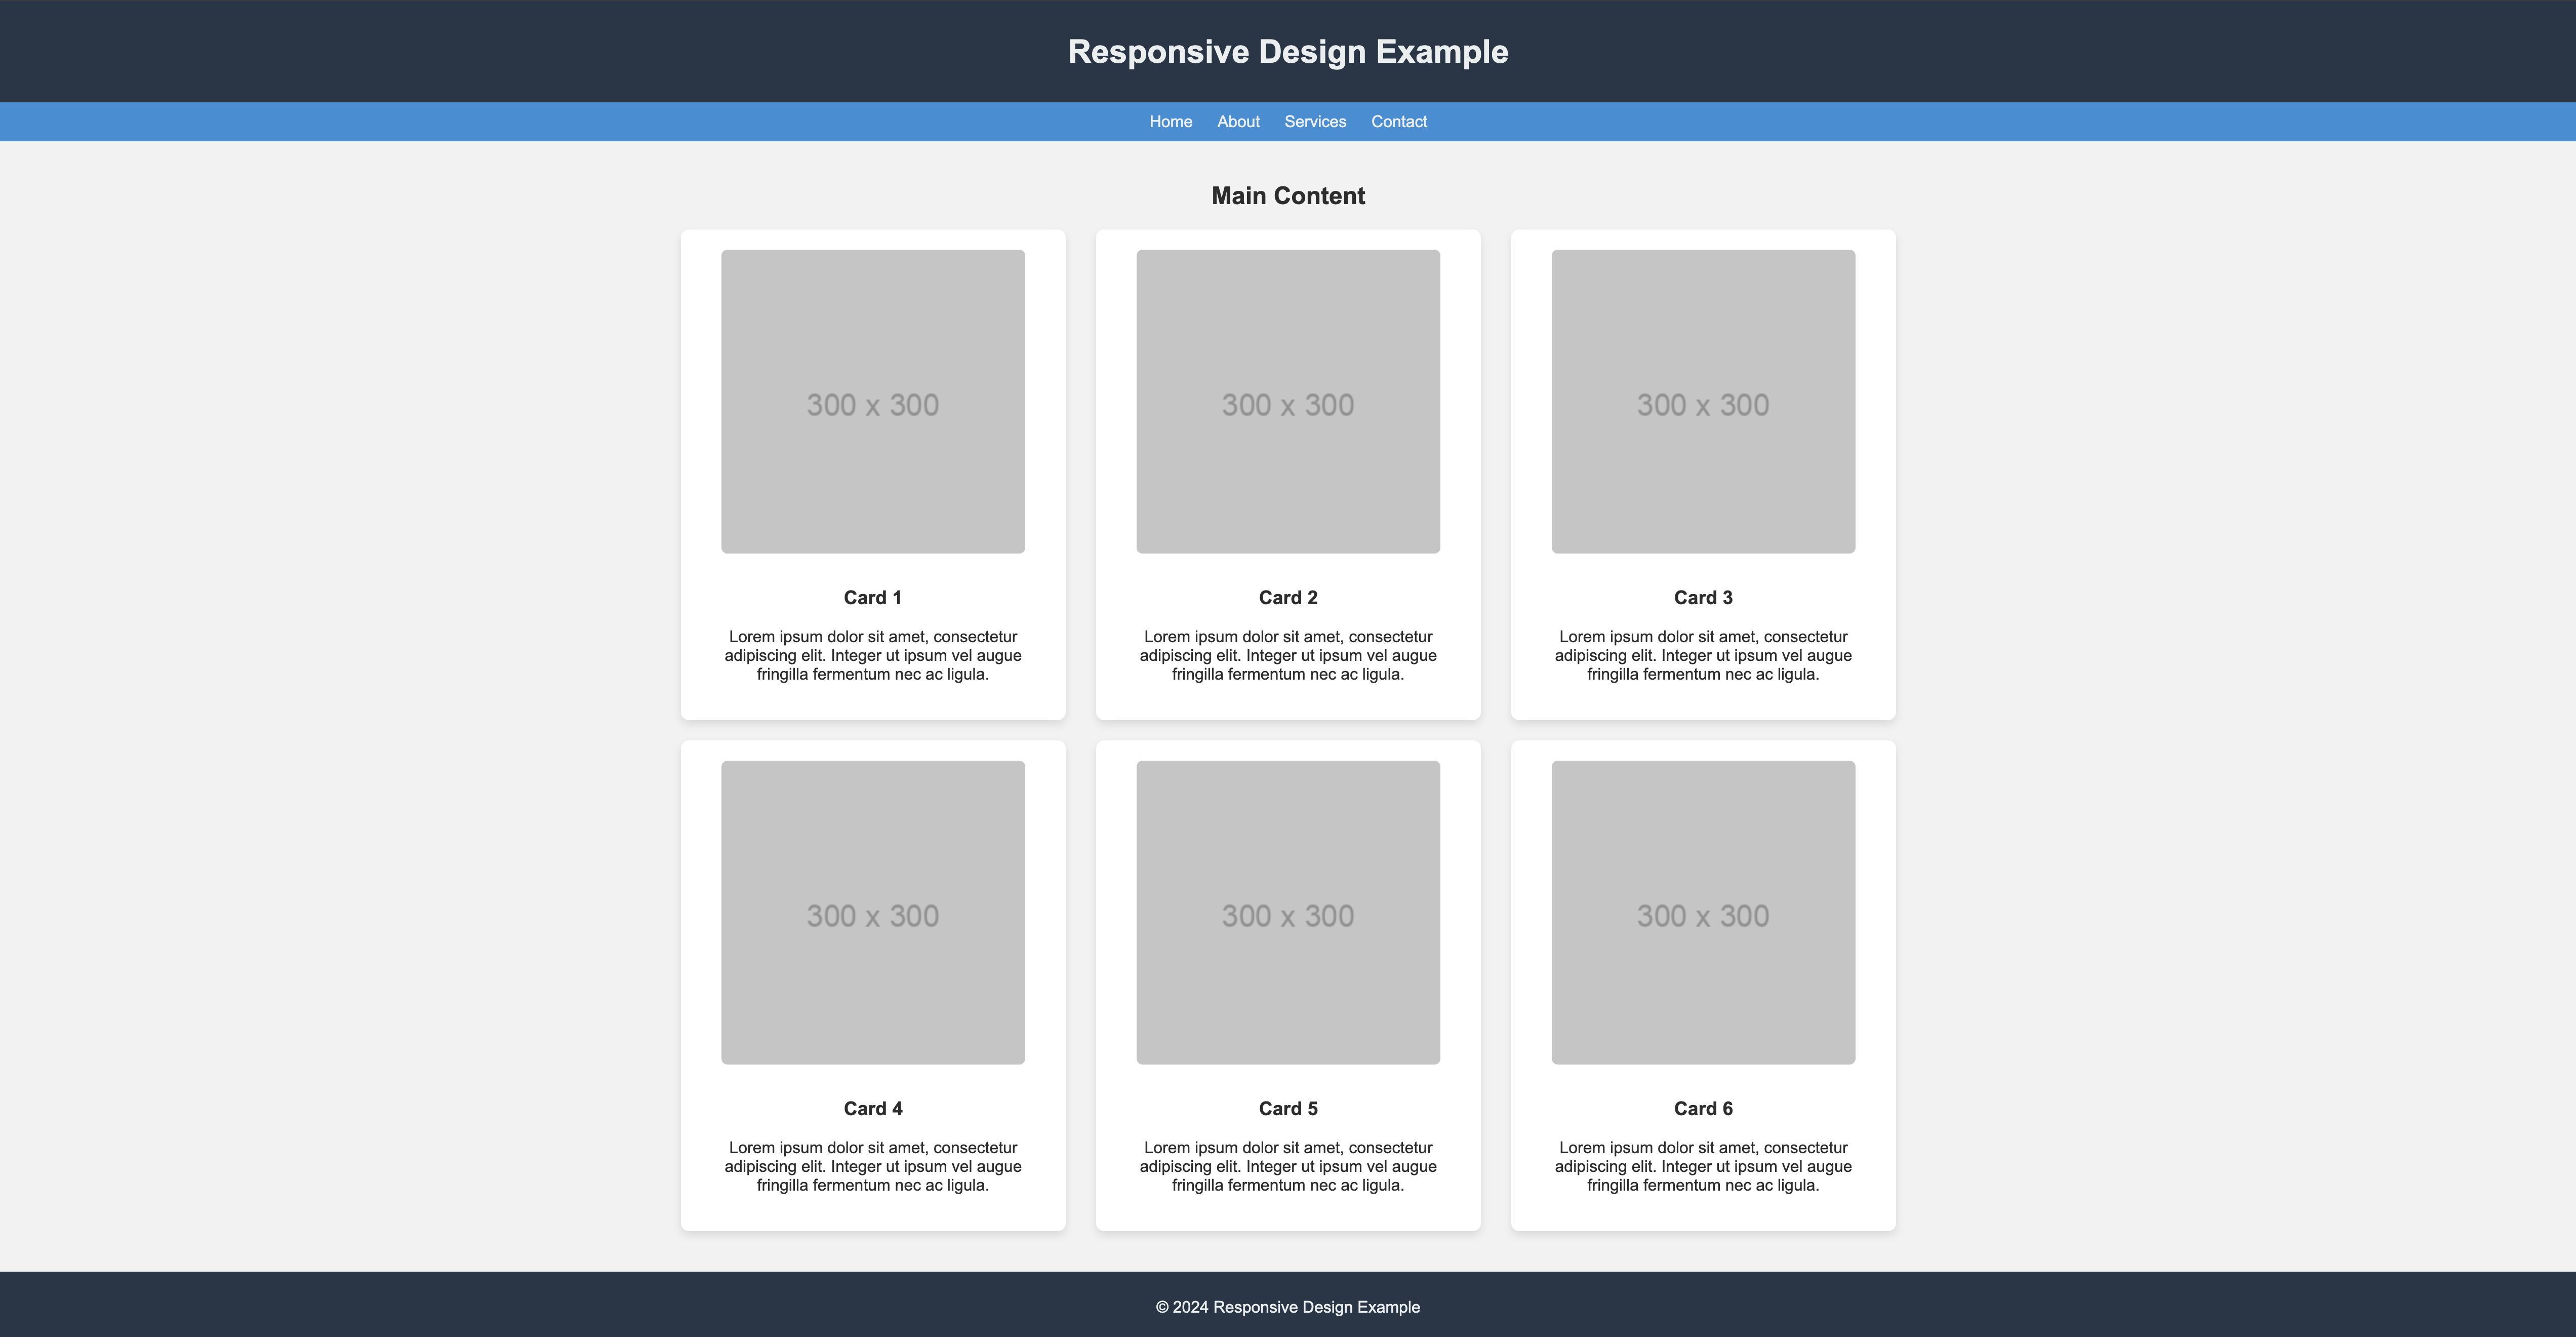 Responsive Design Example
Home About Services Contact
Main Content
300 x 300
300 x 300
300 x 300
Card 1
Lorem ipsum dolor sit amet, consectetur
adipiscing elit. Integer ut ipsum vel augue
fringilla fermentum nec ac ligula.
Card 2
Lorem ipsum dolor sit amet, consectetur
adipiscing elit. Integer ut ipsum vel augue
fringilla fermentum nec ac ligula.
Card 3
Lorem ipsum dolor sit amet, consectetur
adipiscing elit. Integer ut ipsum vel augue
fringilla fermentum nec ac ligula.
300 x 300
300 x 300
300 x 300
Card 4
Lorem ipsum dolor sit amet, consectetur
adipiscing elit. Integer ut ipsum vel augue
fringilla fermentum nec ac ligula.
Card 5
Lorem ipsum dolor sit amet, consectetur
adipiscing elit. Integer ut ipsum vel augue
fringilla fermentum nec ac ligula.
Card 6
Lorem ipsum dolor sit amet, consectetur
adipiscing elit. Integer ut ipsum vel augue
fringilla fermentum nec ac ligula.
© 2024 Responsive Design Example